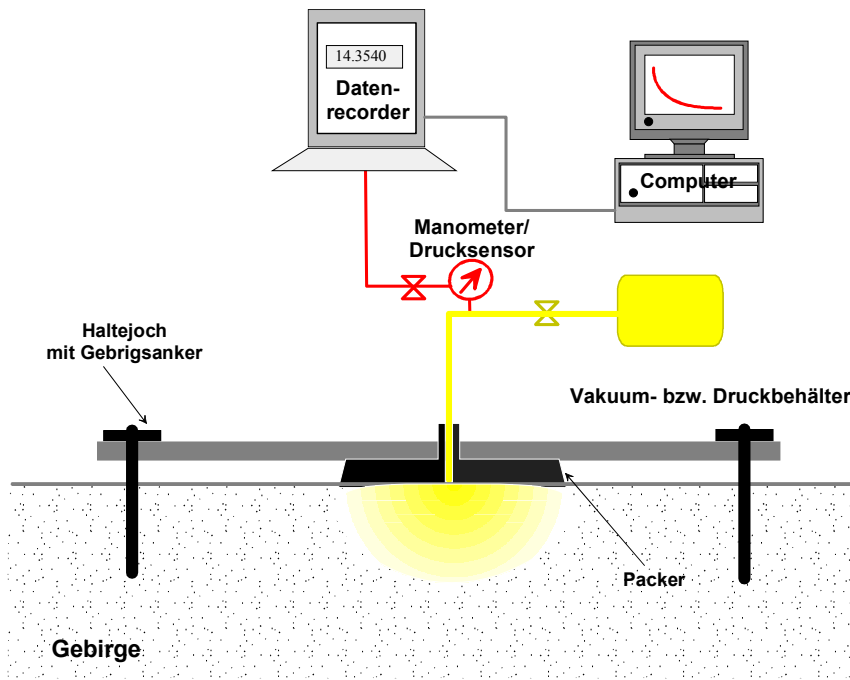 14.3540
Daten-
recorder
Computer
Manometer/
Drucksensor
Haltejoch
mit Gebrigsanker
Vakuum- bzw. Druckbehälter
Packer
Gebirge